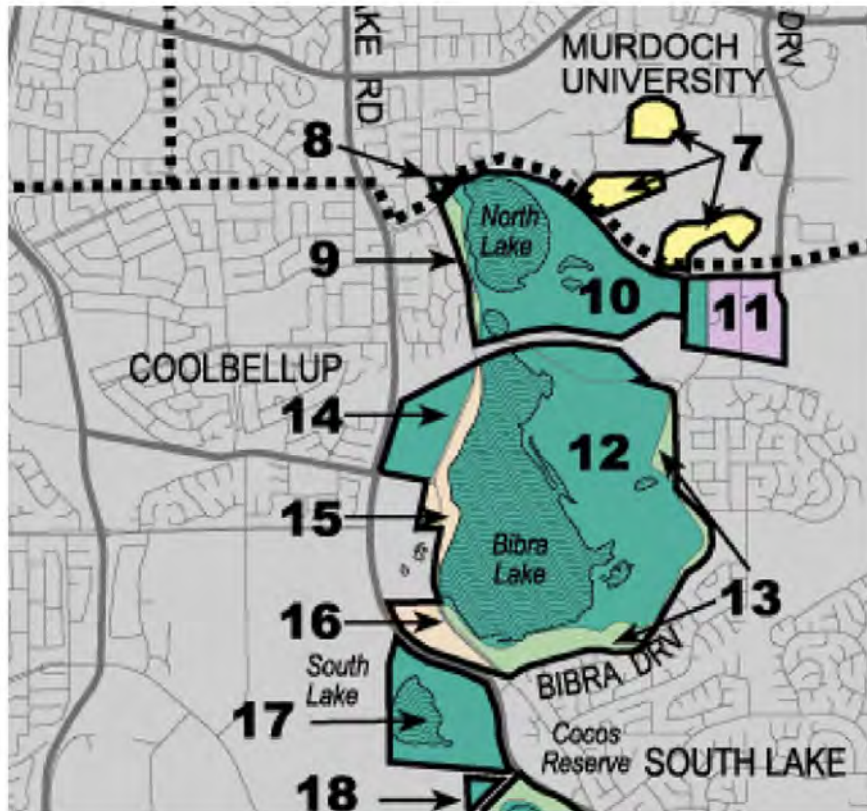 AKE RD
MURDOCH
UNIVERSITY
DRV
8
7
North
Lake
9
10
11
COOLBELLUP
14
12
15
Bibra
Lake
13
16
BIBRA DRV
South
Lake
17
Cocos
Reserve
SOUTH LAKE
18